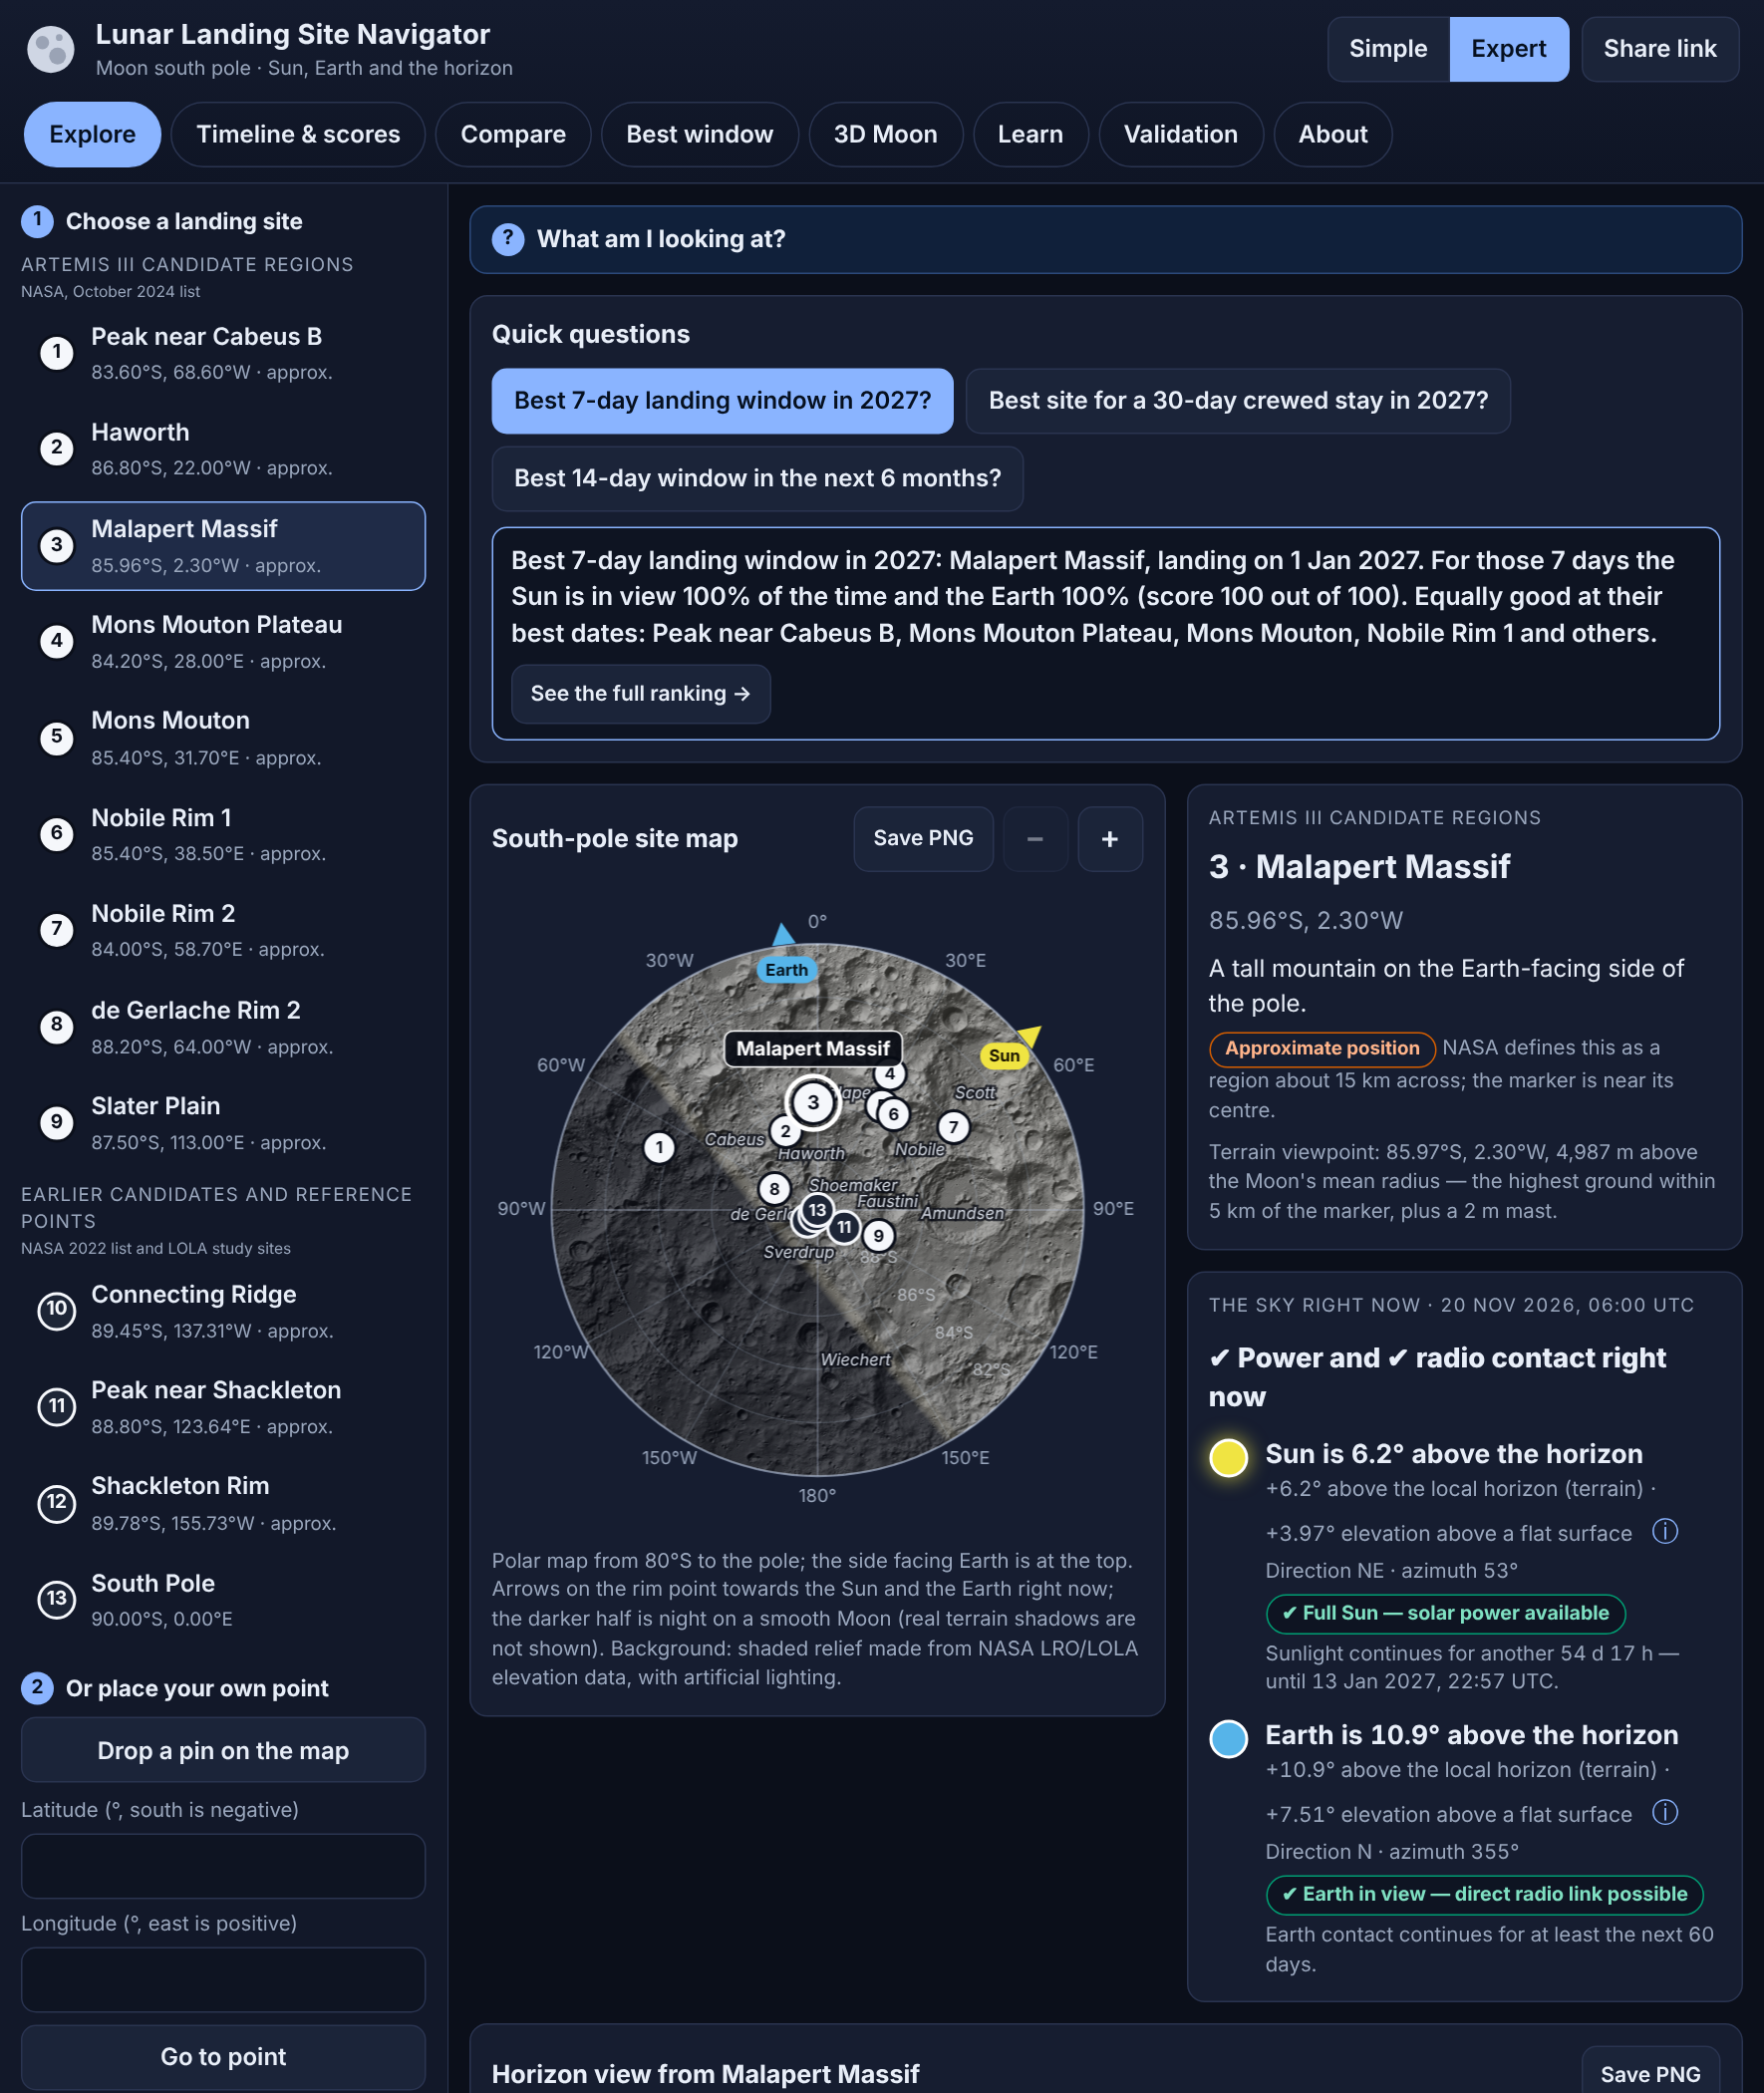 Lunar Landing Site Navigator
Moon south pole · Sun, Earth and the horizon
Simple
Expert
Share link
Explore
Timeline & scores
Compare
Best window
3D Moon
Learn
Validation
About
1 Choose a landing site
ARTEMIS III CANDIDATE REGIONS
NASA, October 2024 list
1
Peak near Cabeus B
83.60°S, 68.60°W · approx.
2
Haworth
86.80°S, 22.00°W · approx.
3
Malapert Massif
85.96°S, 2.30°W · approx.
4
Mons Mouton Plateau
84.20°S, 28.00°E · approx.
5
Mons Mouton
85.40°S, 31.70°E · approx.
6
Nobile Rim 1
85.40°S, 38.50°E · approx.
7
Nobile Rim 2
84.00°S, 58.70°E · approx.
8
de Gerlache Rim 2
88.20°S, 64.00°W · approx.
9
Slater Plain
87.50°S, 113.00°E · approx.
EARLIER CANDIDATES AND REFERENCE
POINTS
NASA 2022 list and LOLA study sites
10
Connecting Ridge
89.45°S, 137.31°W · approx.
11
Peak near Shackleton
88.80°S, 123.64°E · approx.
12
Shackleton Rim
89.78°S, 155.73°W · approx.
13
South Pole
90.00°S, 0.00°E
2 Or place your own point
Drop a pin on the map
Latitude (°, south is negative)
Longitude (°, east is positive)
Go to point
? What am I looking at?
Quick questions
Best 7-day landing window in 2027?
Best site for a 30-day crewed stay in 2027?
Best 14-day window in the next 6 months?
Best 7-day landing window in 2027: Malapert Massif, landing on 1 Jan 2027. For those 7 days the
Sun is in view 100% of the time and the Earth 100% (score 100 out of 100). Equally good at their
best dates: Peak near Cabeus B, Mons Mouton Plateau, Mons Mouton, Nobile Rim 1 and others.
See the full ranking →
South-pole site map
Save PNG
−
+
0°
30°W
30°E
Earth
Sun
60°W
60°E
Malapert Massif
4
Scott
3
6
2
7
Cabeus
1
Haworth
Nobile
8
Shoemaker
Faustini
90°W
13
Amundsen
90°E
de Gerl
11
9
Sverdrup
88°S
86°S
84°S
82°S
120°W
Wiechert
120°E
150°W
150°E
180°
Polar map from 80°S to the pole; the side facing Earth is at the top.
Arrows on the rim point towards the Sun and the Earth right now;
the darker half is night on a smooth Moon (real terrain shadows are
not shown). Background: shaded relief made from NASA LRO/LOLA
elevation data, with artificial lighting.
ARTEMIS III CANDIDATE REGIONS
3 · Malapert Massif
85.96°S, 2.30°W
A tall mountain on the Earth-facing side of
the pole.
Approximate position NASA defines this as a
region about 15 km across; the marker is near its
centre.
Terrain viewpoint: 85.97°S, 2.30°W, 4,987 m above
the Moon's mean radius — the highest ground within
5 km of the marker, plus a 2 m mast.
THE SKY RIGHT NOW · 20 NOV 2026, 06:00 UTC
✔ Power and ✔ radio contact right
now
Sun is 6.2° above the horizon
+6.2° above the local horizon (terrain) ·
+3.97° elevation above a flat surface ⓘ
Direction NE · azimuth 53°
✔ Full Sun — solar power available
Sunlight continues for another 54 d 17 h —
until 13 Jan 2027, 22:57 UTC.
Earth is 10.9° above the horizon
+10.9° above the local horizon (terrain) ·
+7.51° elevation above a flat surface ⓘ
Direction N · azimuth 355°
✔ Earth in view — direct radio link possible
Earth contact continues for at least the next 60
days.
Horizon view from Malapert Massif
Save PNG